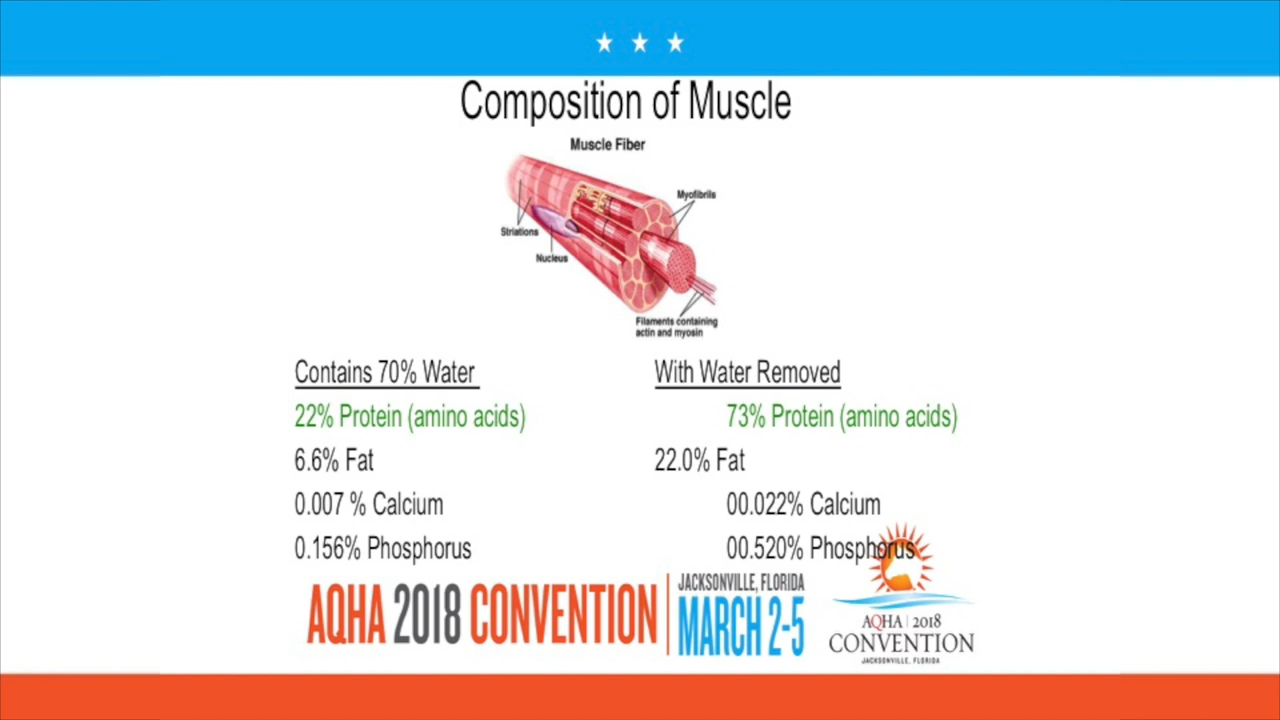 Composition of Muscle
Muscle Fiber
Myofibrils
Striations
Nucleus
Filaments containing
actin and myosin
Contains 70% Water
22% Protein (amino acids)
6.6% Fat
0.007 % Calcium
0.156% Phosphorus
With Water Removed
73% Protein (amino acids)
22.0% Fat
00.022% Calcium
00.520% Phosphorus
AQHA 2018 CONVENTION
JACKSONVILLE, FLORIDA
MARCH 2-5
AQHA | 2018
CONVENTION
JACKSONVILLE, FLORIDA